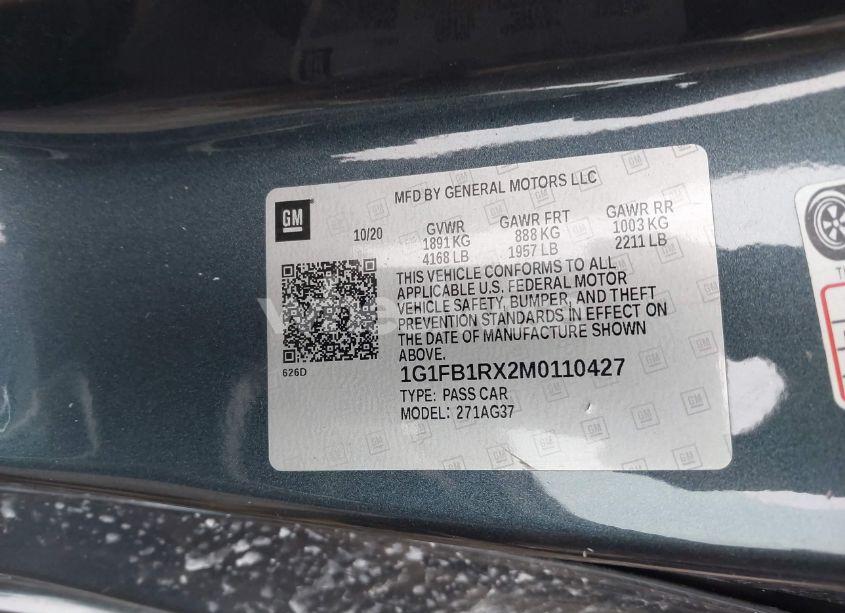 MFD BY GENERAL MOTORS LLC
GM
10/20
GVWR GAWR FRT GAWR RR
1891 KG 888 KG 1003 KG
4168 LB 1957 LB 2211 LB
THIS VEHICLE CONFORMS TO ALL
APPLICABLE U.S. FEDERAL MOTOR
VEHICLE SAFETY, BUMPER, AND THEFT
PREVENTION STANDARDS IN EFFECT ON
THE DATE OF MANUFACTURE SHOWN
ABOVE.
626D
1G1FB1RX2M0110427
TYPE: PASS CAR
MODEL: 271AG37